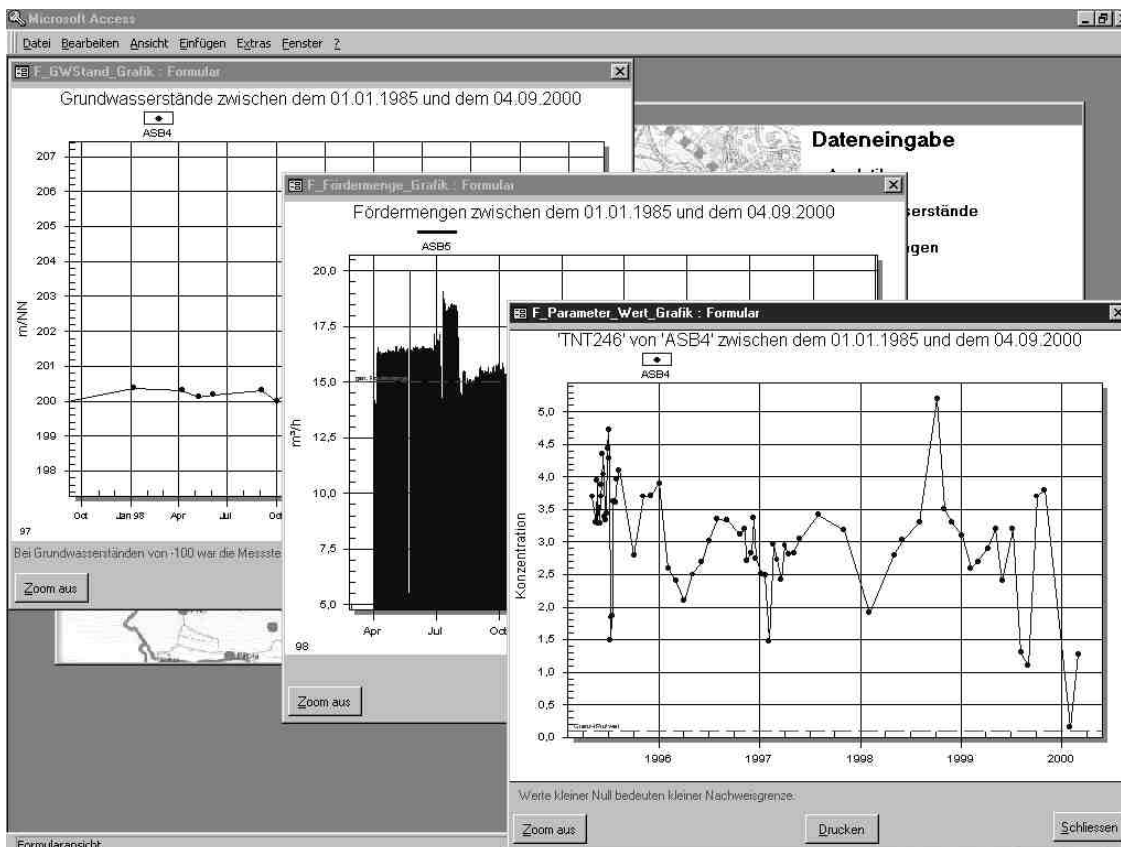 Microsoft Access
Datei Bearbeiten Ansicht Einfügen Extras Fenster ?
F_GWStand_Grafik : Formular
Grundwasserstände zwischen dem 01.01.1985 und dem 04.09.2000
ASB4
207
206
205
204
203
202
201
200
199
198
m/NN
Oct Jan 98 Apr Jul Oct
97
Bei Grundwasserständen von -100 war die Messste
Zoom aus
Dateneingabe
serstände
gen
F_Fördermenge_Grafik : Formular
Fördermengen zwischen dem 01.01.1985 und dem 04.09.2000
ASB5
20,0
17,5
15,0
12,5
10,0
7,5
5,0
m³/h
Apr Jul Oct
98
Zoom aus
F_Parameter_Wert_Grafik : Formular
'TNT246' von 'ASB4' zwischen dem 01.01.1985 und dem 04.09.2000
ASB4
5,0
4,5
4,0
3,5
3,0
2,5
2,0
1,5
1,0
0,5
0,0
Konzentration
1996 1997 1998 1999 2000
Werte kleiner Null bedeuten kleiner Nachweisgrenze.
Zoom aus Drucken Schliessen
Formularansicht